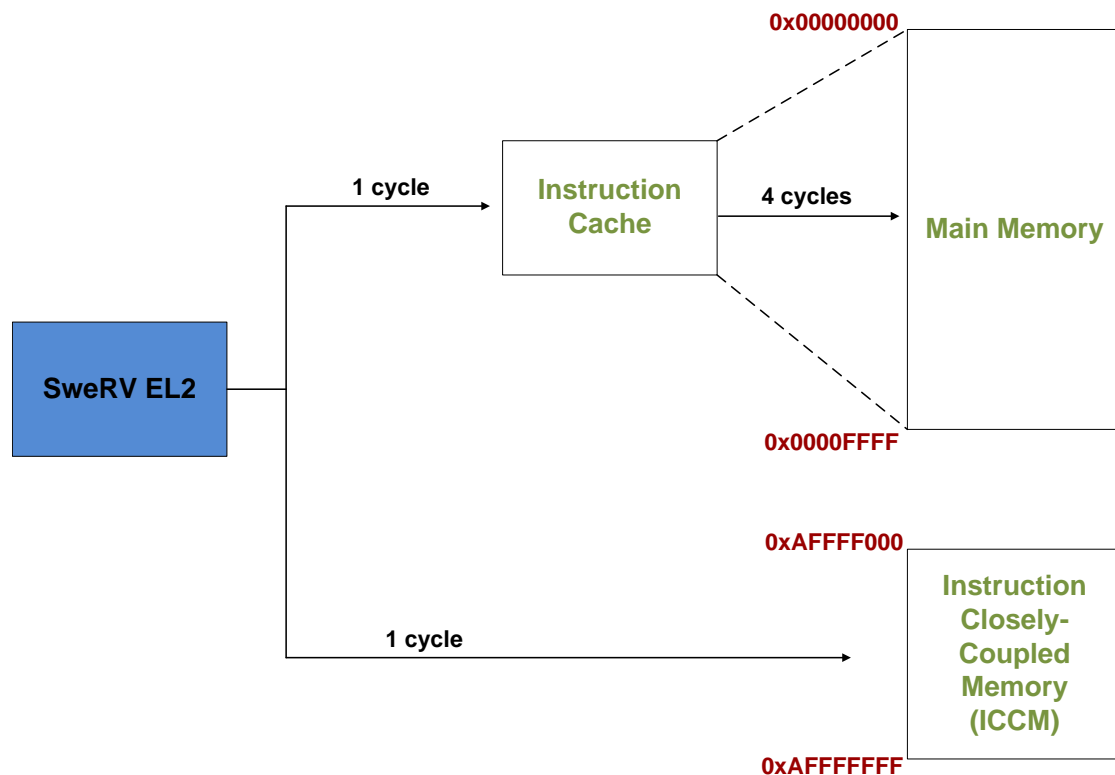 0x00000000
1 cycle
Instruction
Cache
4 cycles
Main Memory
SweRV EL2
0x0000FFFF
0xAFFFF000
1 cycle
Instruction
Closely-
Coupled
Memory
(ICCM)
0xAFFFFFFF